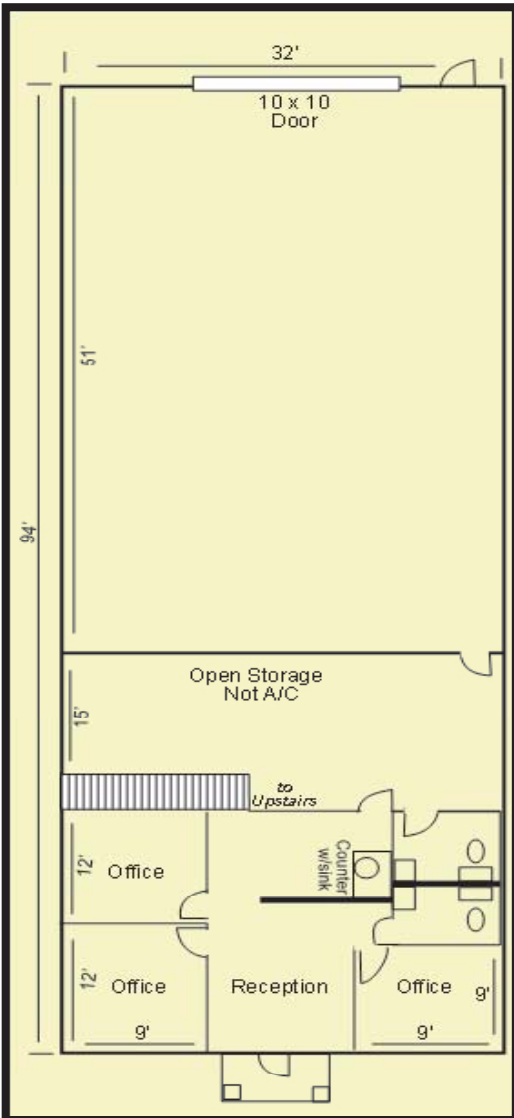 32'
10 x 10
Door
51'
94'
Open Storage
Not A/C
15'
to
Upstairs
Counter
w/sink
12'
Office
12'
Office
9'
Reception
Office
9'
9'